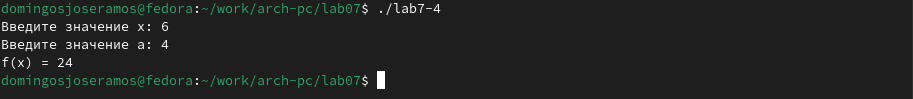 domingosjoseramos@fedora:~/work/arch-pc/lab07$ ./lab7-4
Введите значение x: 6
Введите значение a: 4
f(x) = 24
domingosjoseramos@fedora:~/work/arch-pc/lab07$